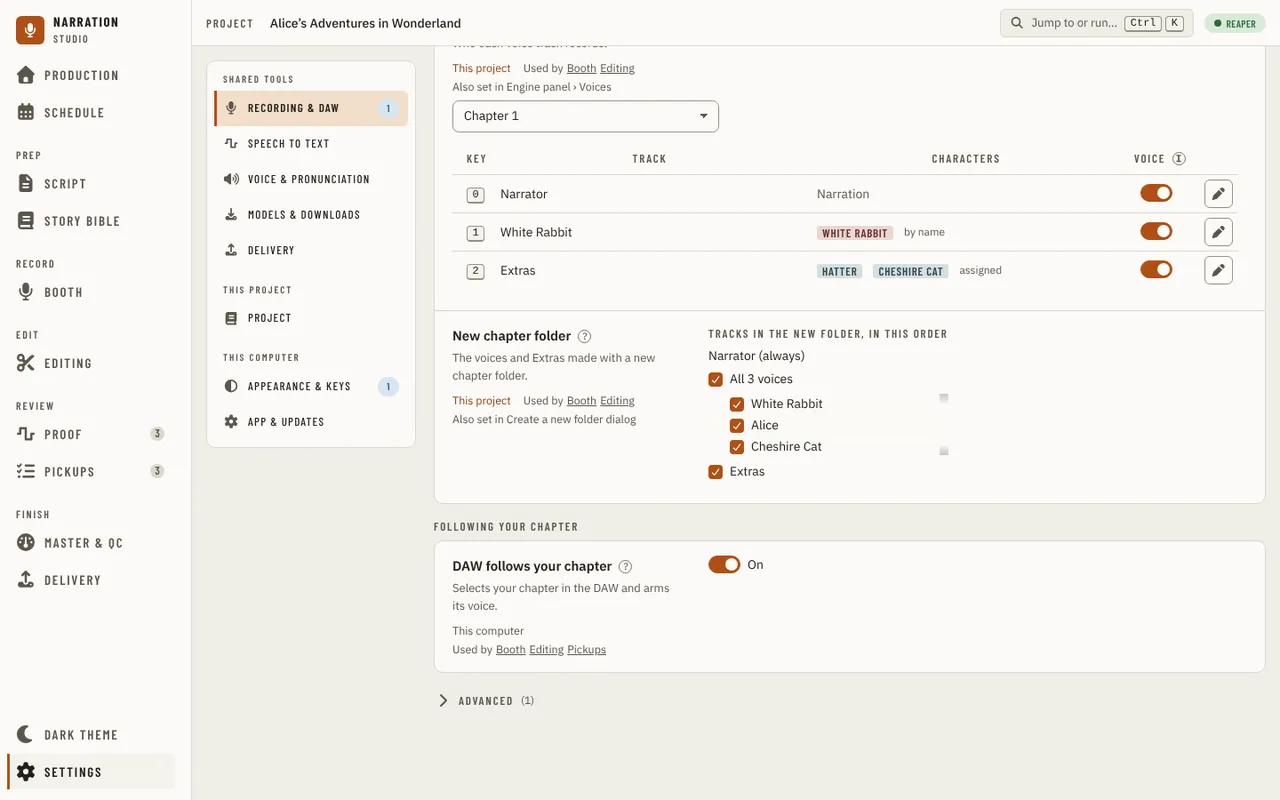 NARRATION
STUDIO
PRODUCTION
SCHEDULE
PREP
SCRIPT
STORY BIBLE
RECORD
BOOTH
EDIT
EDITING
REVIEW
PROOF 3
PICKUPS 3
FINISH
MASTER & QC
DELIVERY
DARK THEME
SETTINGS
PROJECT Alice's Adventures in Wonderland
Jump to or run... Ctrl K
REAPER
SHARED TOOLS
RECORDING & DAW 1
SPEECH TO TEXT
VOICE & PRONUNCIATION
MODELS & DOWNLOADS
DELIVERY
THIS PROJECT
PROJECT
THIS COMPUTER
APPEARANCE & KEYS 1
APP & UPDATES
This project Used by Booth Editing
Also set in Engine panel › Voices
Chapter 1
KEY TRACK CHARACTERS VOICE
0 Narrator Narration
1 White Rabbit WHITE RABBIT by name
2 Extras HATTER CHESHIRE CAT assigned
New chapter folder ?
The voices and Extras made with a new
chapter folder.
This project Used by Booth Editing
Also set in Create a new folder dialog
TRACKS IN THE NEW FOLDER, IN THIS ORDER
Narrator (always)
All 3 voices
White Rabbit
Alice
Cheshire Cat
Extras
FOLLOWING YOUR CHAPTER
DAW follows your chapter ?
Selects your chapter in the DAW and arms
its voice.
This computer
Used by Booth Editing Pickups
On
ADVANCED (1)